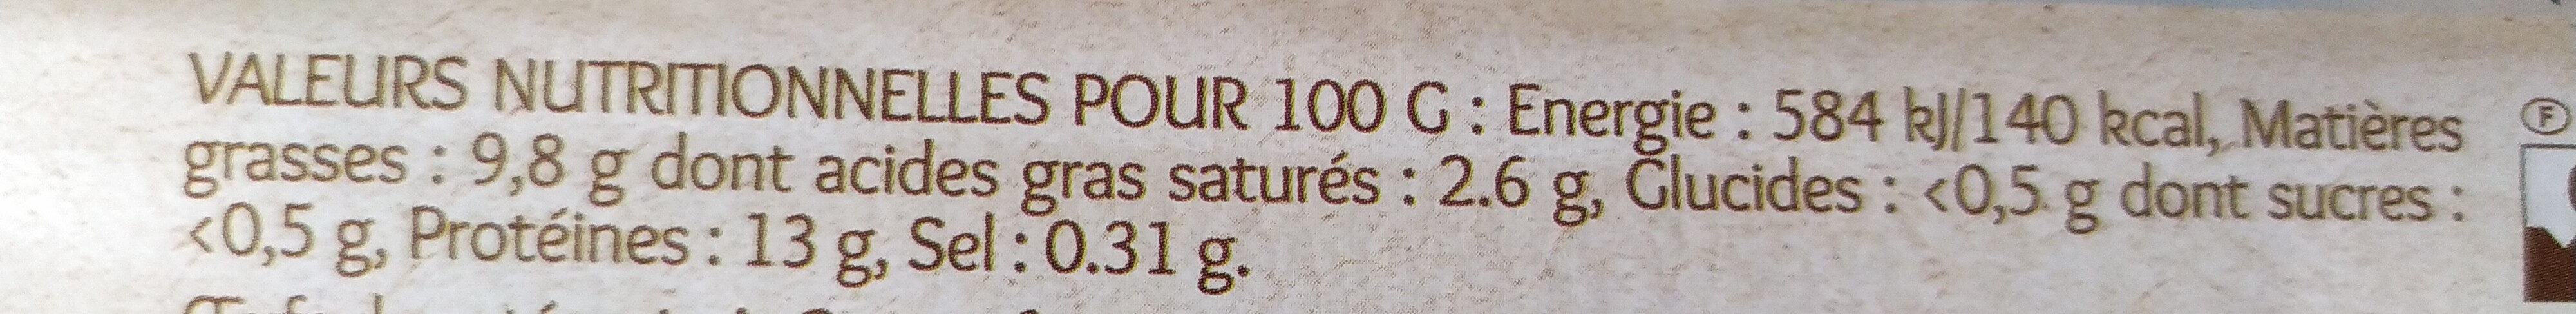 VALEURS NUTRITIONNELLES POUR 100 G : Energie : 584 kJ/140 kcal, Matières
grasses : 9,8 g dont acides gras saturés : 2.6 g, Glucides : <0,5 g dont sucres :
<0,5 g, Protéines : 13 g, Sel : 0.31 g.
F